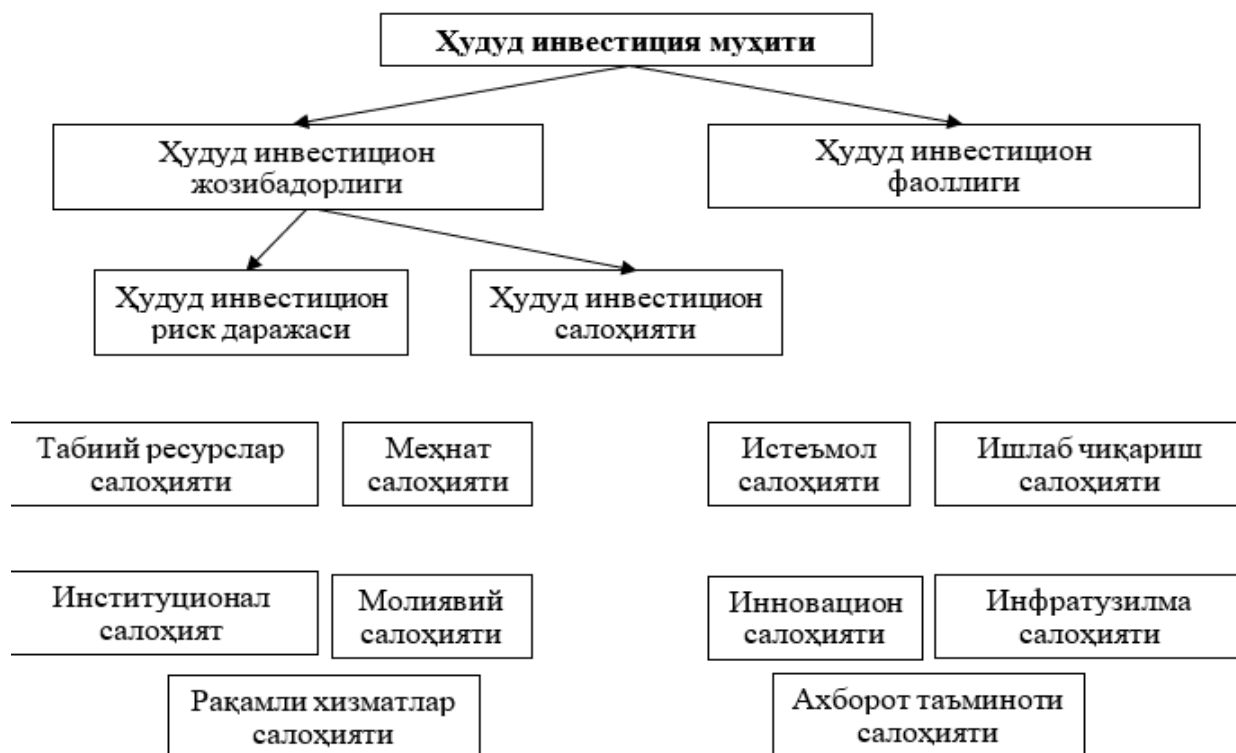 Ҳудуд инвестиция муҳити
Ҳудуд инвестицион
жозибадорлиги
Ҳудуд инвестицион
фаоллиги
Ҳудуд инвестицион
риск даражаси
Ҳудуд инвестицион
салоҳияти
Табиий ресурслар
салоҳияти
Меҳнат
салоҳияти
Истеъмол
салоҳияти
Ишлаб чиқариш
салоҳияти
Институционал
салоҳият
Молиявий
салоҳияти
Инновацион
салоҳияти
Инфратузилма
салоҳияти
Рақамли хизматлар
салоҳияти
Ахборот таъминоти
салоҳияти